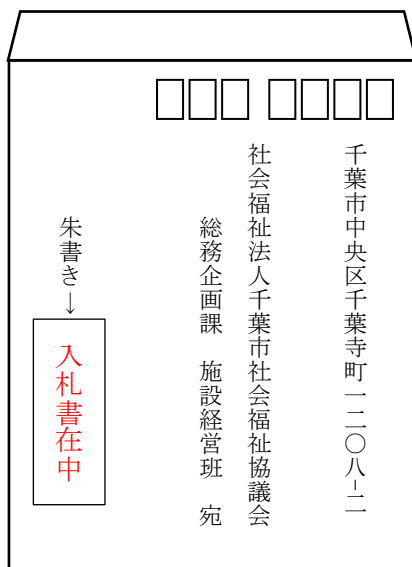 千葉市中央区千葉寺町一二〇八-二
社会福祉法人千葉市社会福祉協議会
総務企画課　施設経営班　宛
朱書き→
入札書在中